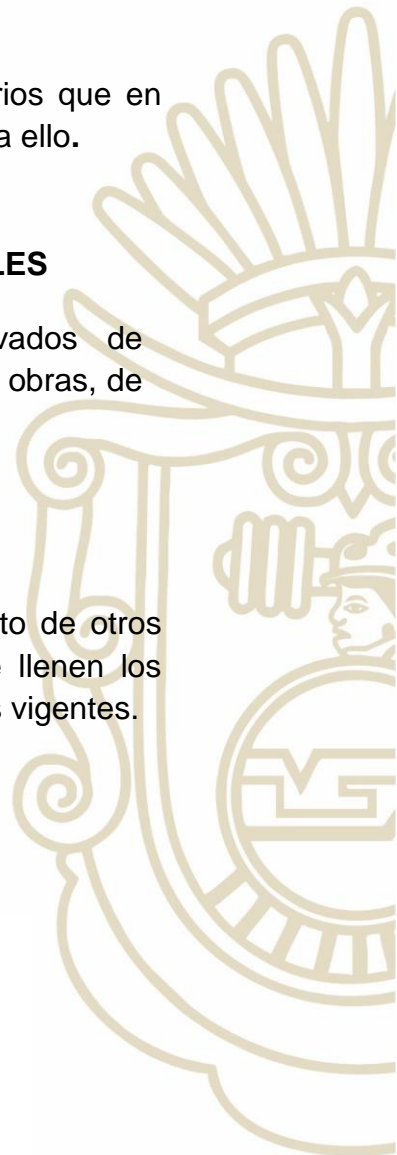 rios que en
a ello.
LES
vados de
obras, de
to de otros
llenen los
vigentes.